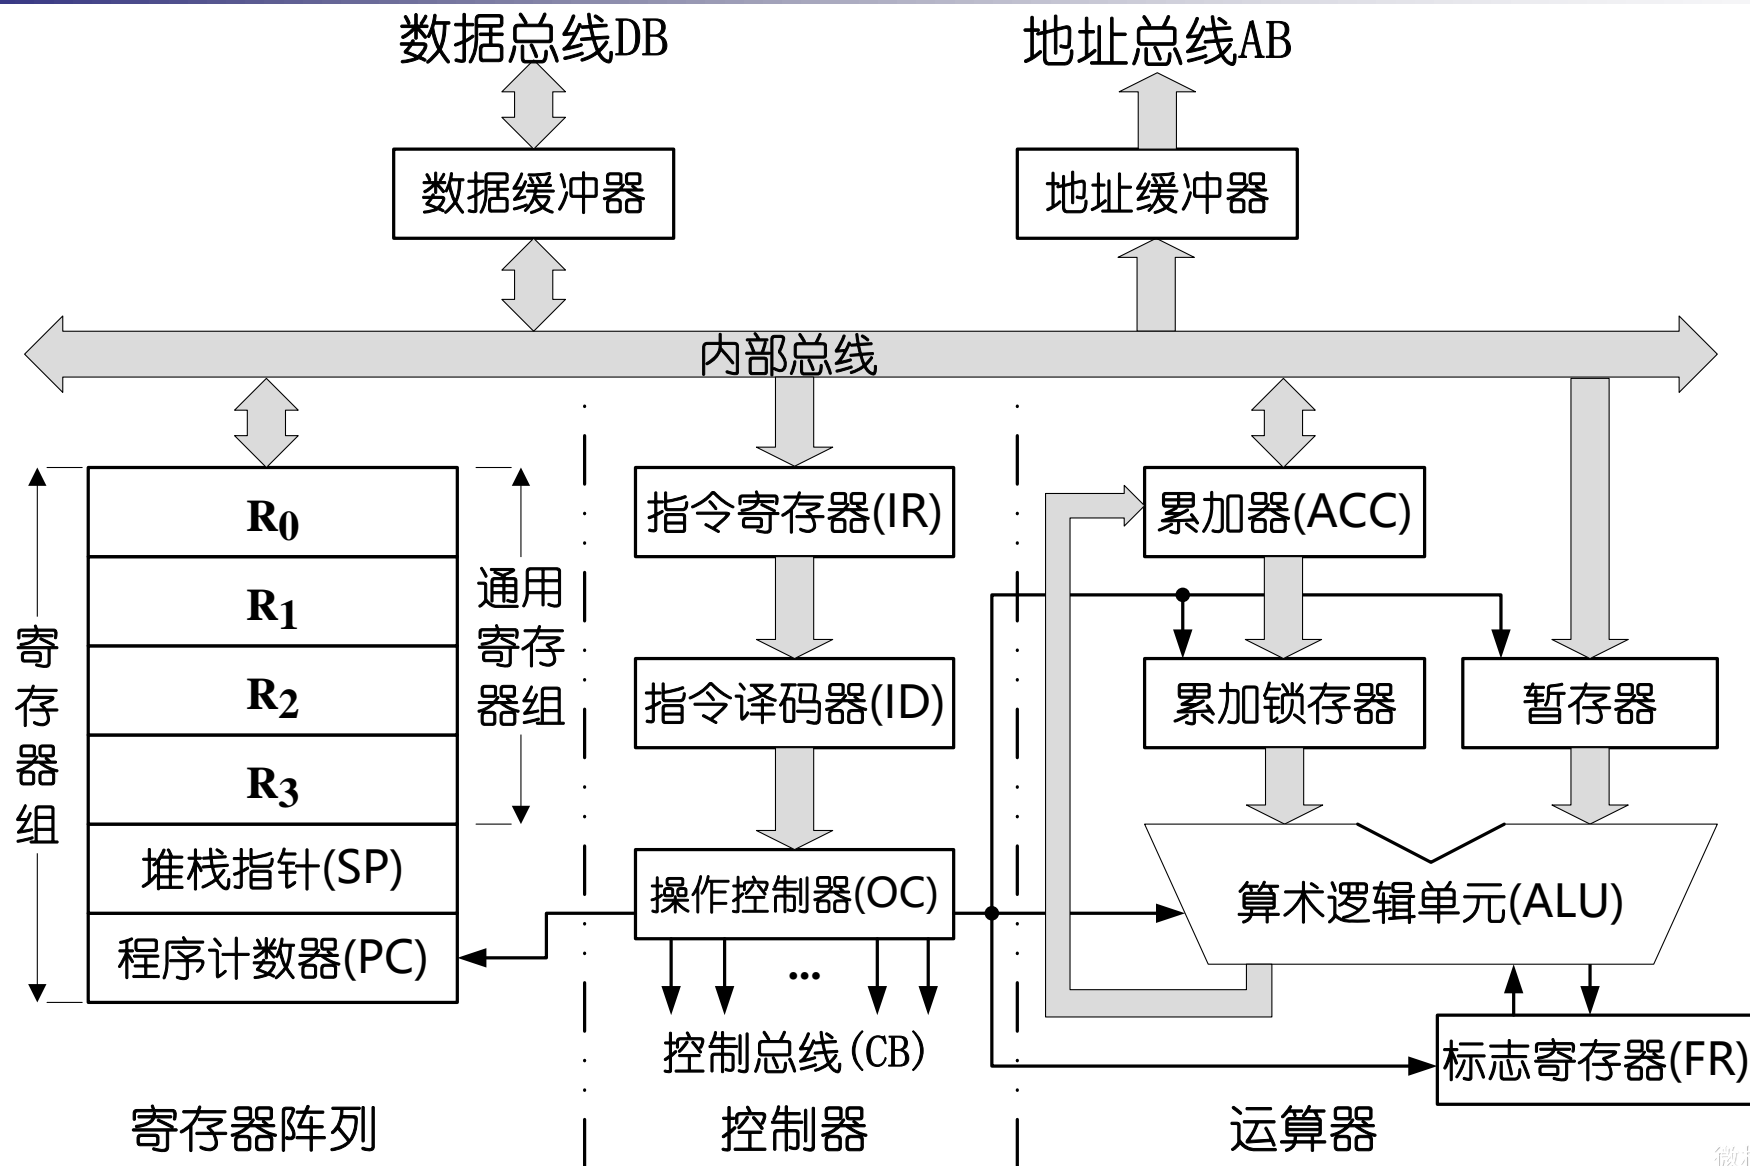 数据总线DB
地址总线AB
数据缓冲器
地址缓冲器
内部总线
寄存器组
R0
R1
R2
R3
堆栈指针(SP)
程序计数器(PC)
通用
寄存
器组
指令寄存器(IR)
指令译码器(ID)
操作控制器(OC)
...
控制总线(CB)
累加器(ACC)
累加锁存器
暂存器
算术逻辑单元(ALU)
标志寄存器(FR)
寄存器阵列
控制器
运算器